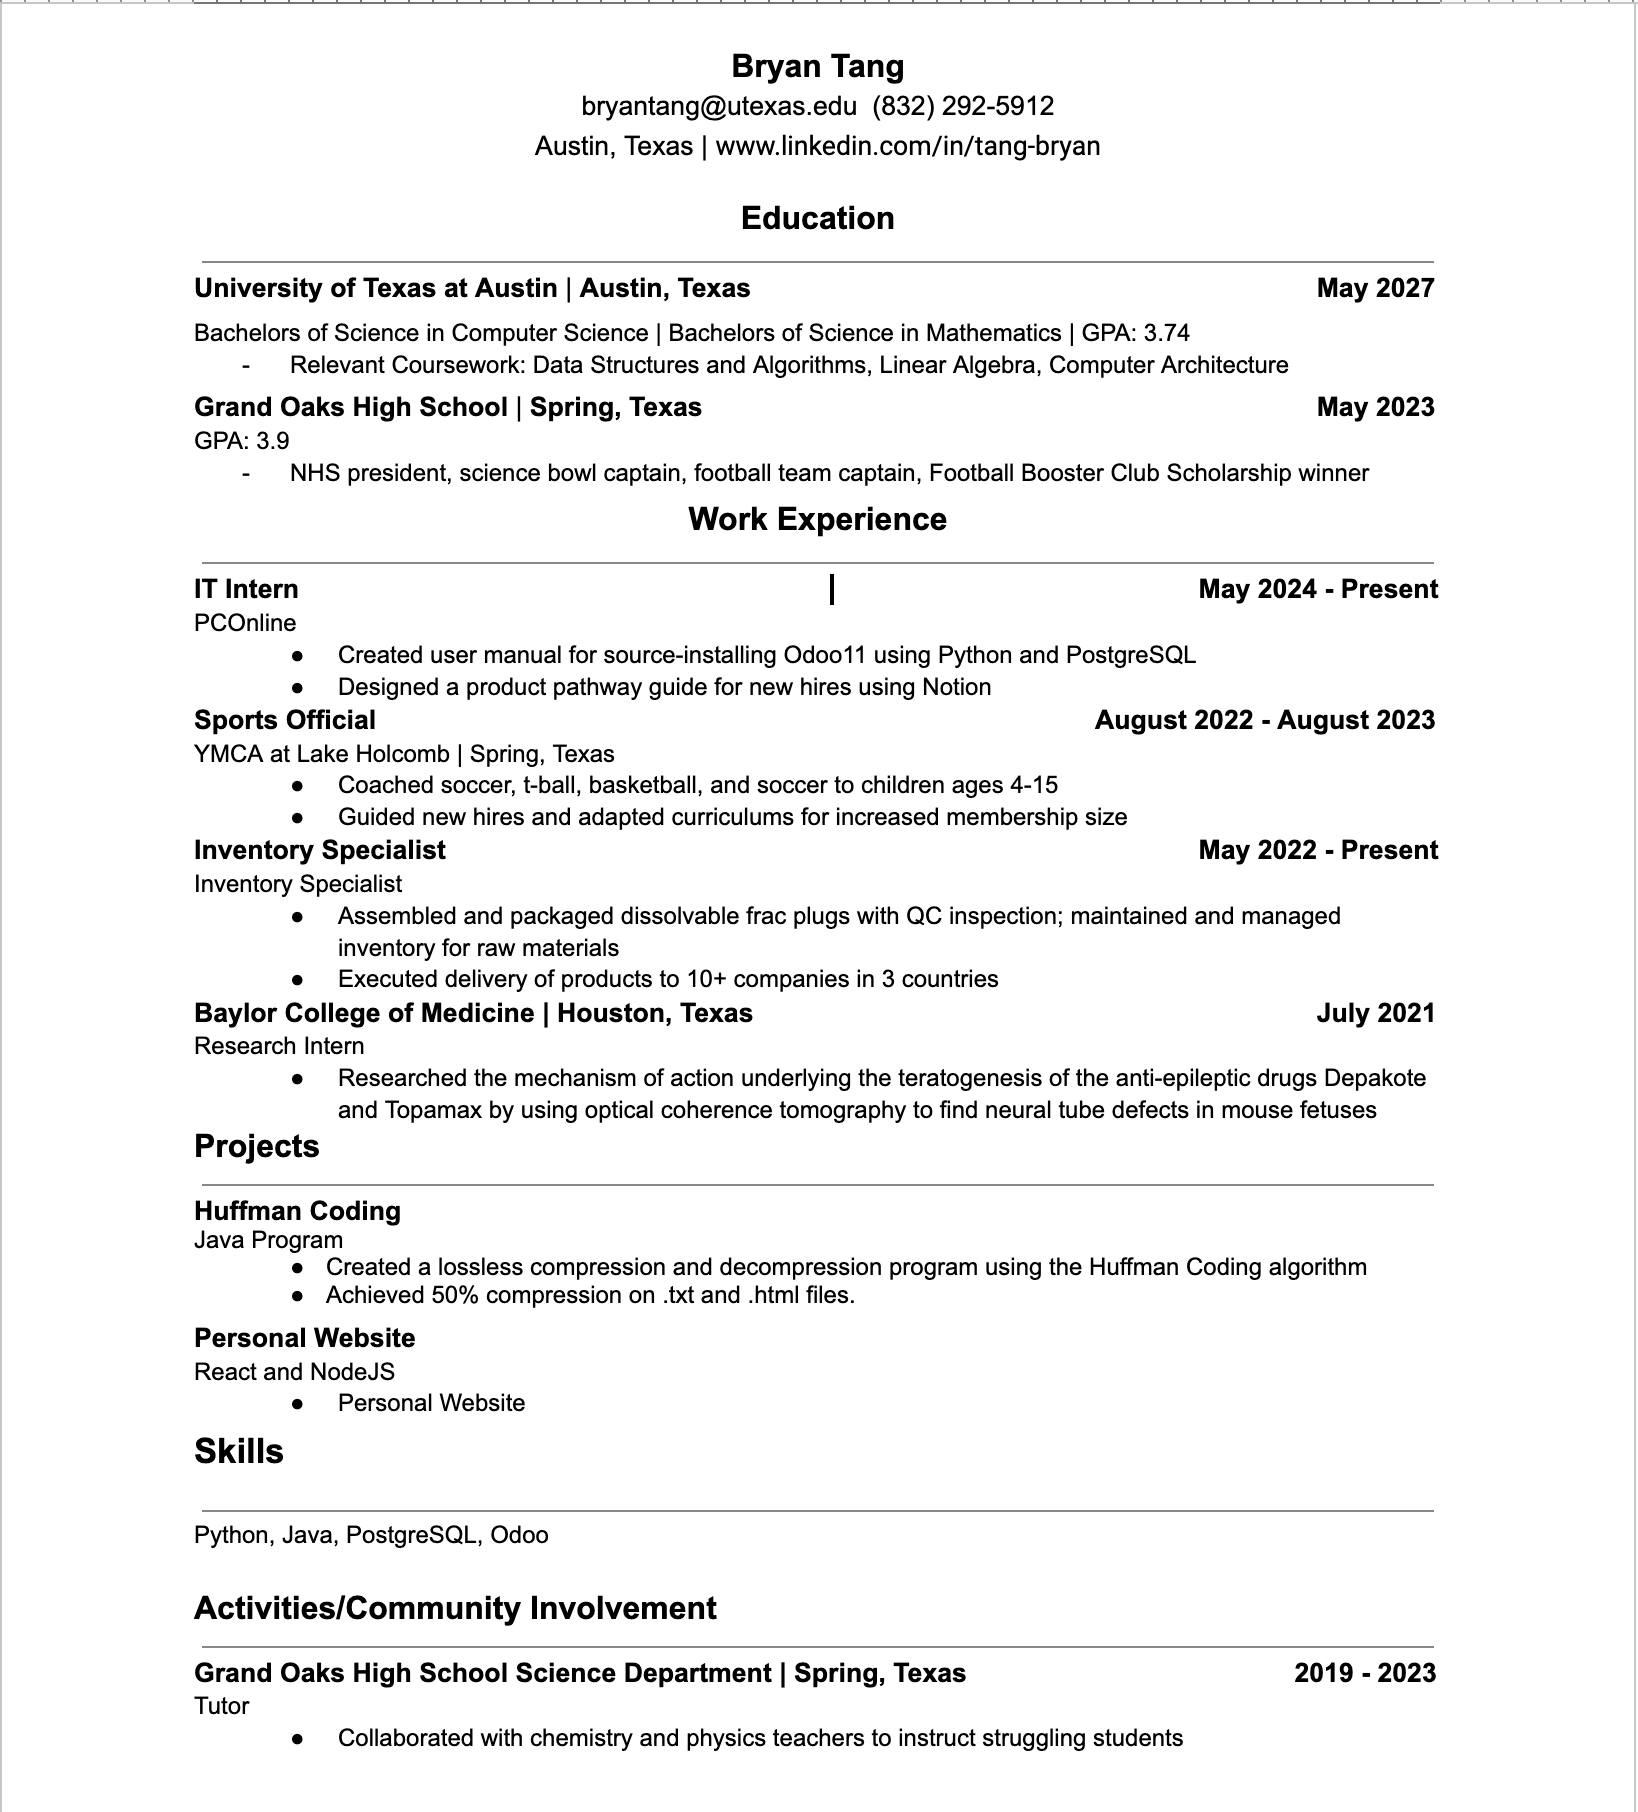 Bryan Tang
bryantang@utexas.edu  (832) 292-5912
Austin, Texas | www.linkedin.com/in/tang-bryan
Education
University of Texas at Austin | Austin, Texas May 2027
Bachelors of Science in Computer Science | Bachelors of Science in Mathematics | GPA: 3.74
- Relevant Coursework: Data Structures and Algorithms, Linear Algebra, Computer Architecture
Grand Oaks High School | Spring, Texas May 2023
GPA: 3.9
- NHS president, science bowl captain, football team captain, Football Booster Club Scholarship winner
Work Experience
IT Intern May 2024 - Present
PCOnline
● Created user manual for source-installing Odoo11 using Python and PostgreSQL
● Designed a product pathway guide for new hires using Notion
Sports Official August 2022 - August 2023
YMCA at Lake Holcomb | Spring, Texas
● Coached soccer, t-ball, basketball, and soccer to children ages 4-15
● Guided new hires and adapted curriculums for increased membership size
Inventory Specialist May 2022 - Present
Inventory Specialist
● Assembled and packaged dissolvable frac plugs with QC inspection; maintained and managed
inventory for raw materials
● Executed delivery of products to 10+ companies in 3 countries
Baylor College of Medicine | Houston, Texas July 2021
Research Intern
● Researched the mechanism of action underlying the teratogenesis of the anti-epileptic drugs Depakote
and Topamax by using optical coherence tomography to find neural tube defects in mouse fetuses
Projects
Huffman Coding
Java Program
● Created a lossless compression and decompression program using the Huffman Coding algorithm
● Achieved 50% compression on .txt and .html files.
Personal Website
React and NodeJS
● Personal Website
Skills
Python, Java, PostgreSQL, Odoo
Activities/Community Involvement
Grand Oaks High School Science Department | Spring, Texas 2019 - 2023
Tutor
● Collaborated with chemistry and physics teachers to instruct struggling students